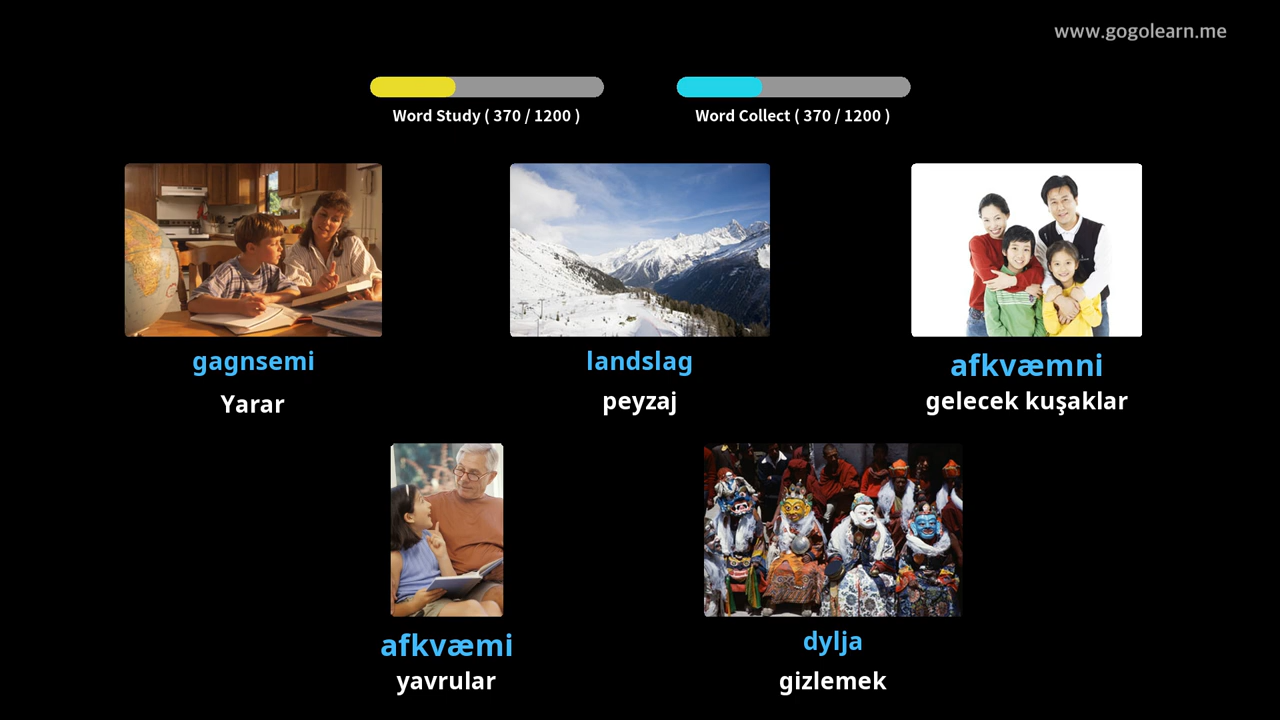 www.gogolearn.me
Word Study ( 370 / 1200 )
Word Collect ( 370 / 1200 )
gagnsemi
Yarar
landslag
peyzaj
afkvæmni
gelecek kuşaklar
afkvæmi
yavrular
dylja
gizlemek